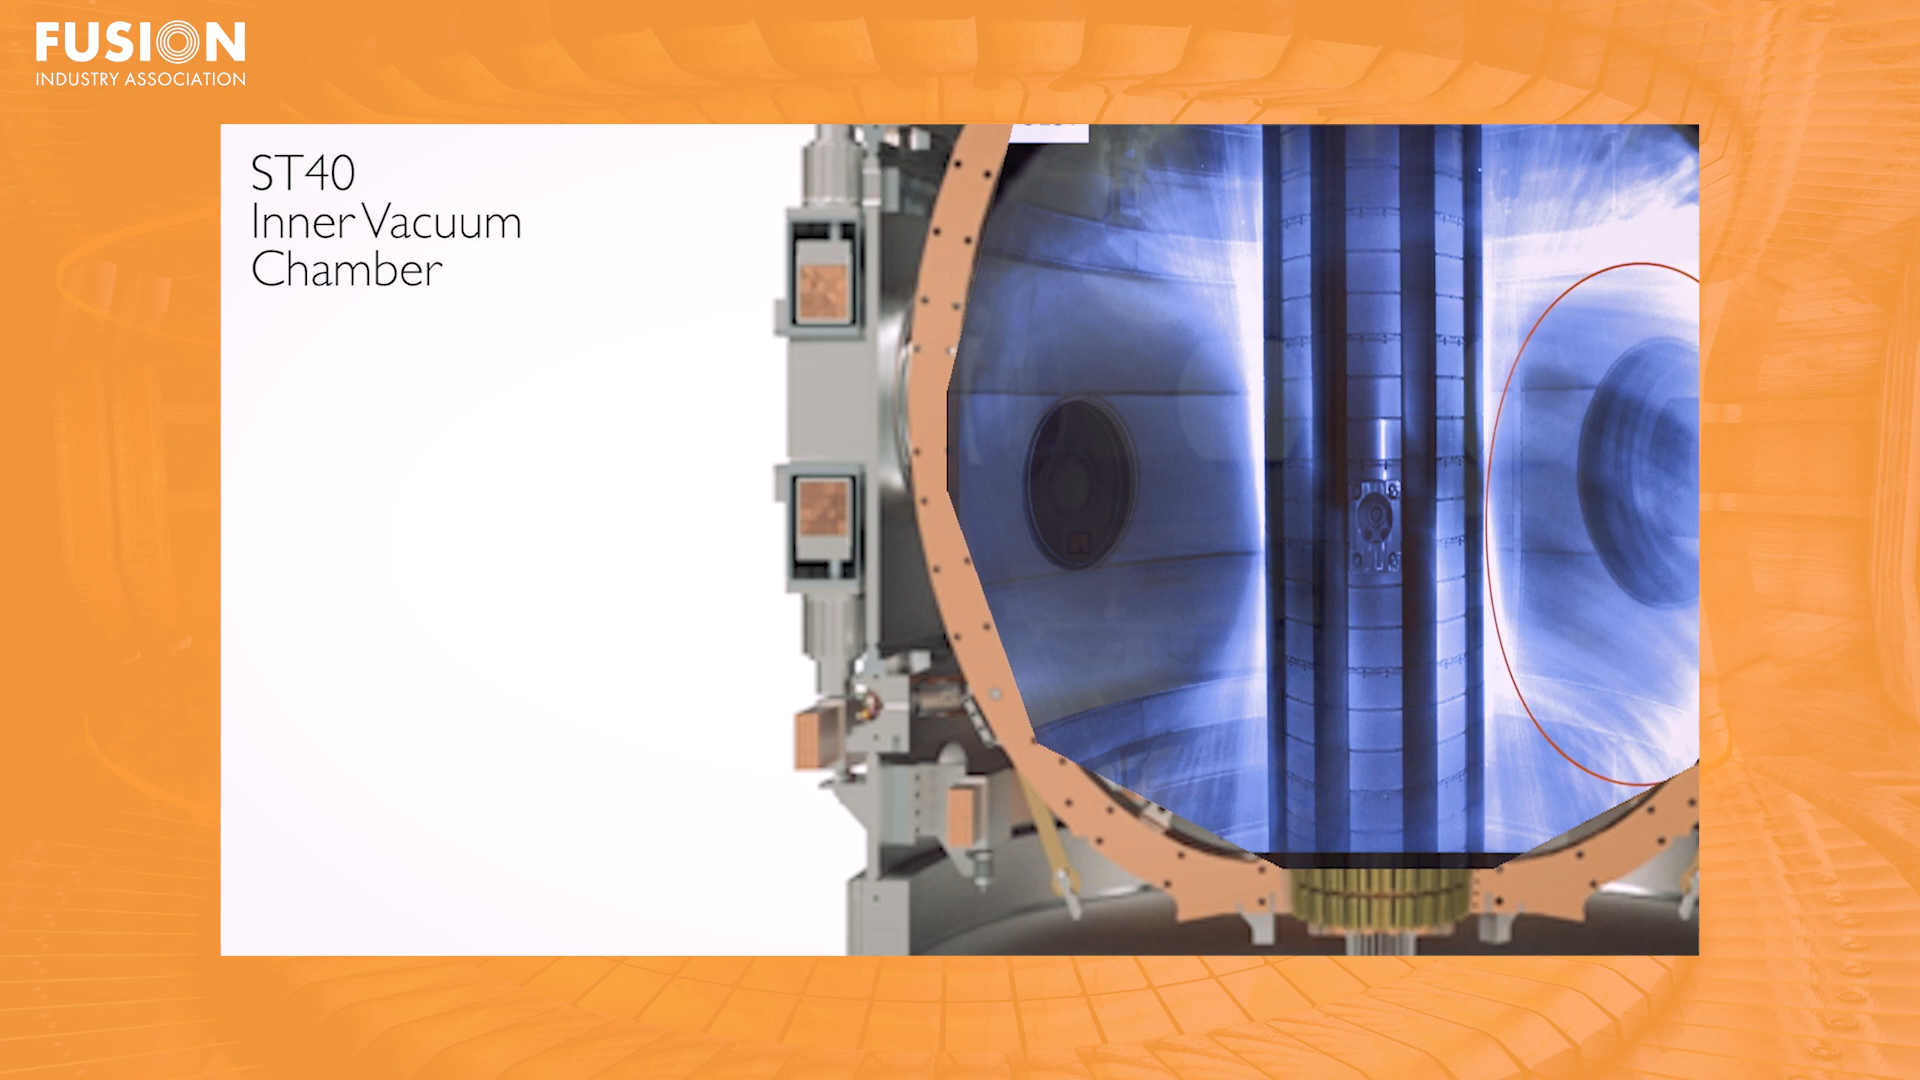 FUSION
INDUSTRY ASSOCIATION
ST40
Inner Vacuum
Chamber